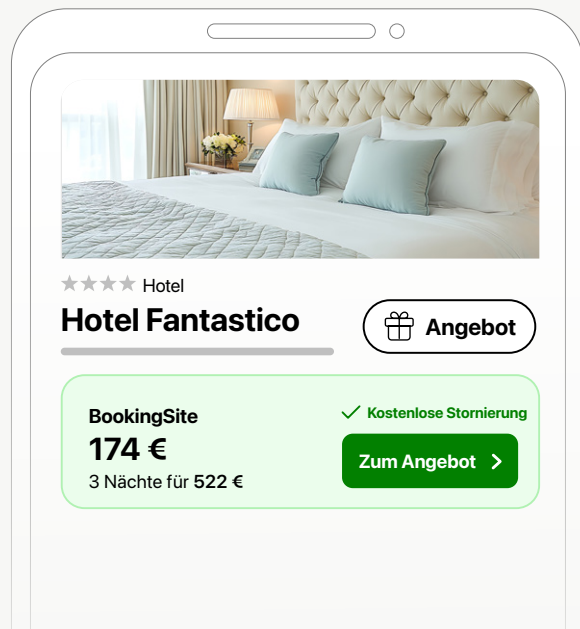 Hotel
Hotel Fantastico
Angebot
BookingSite
174 €
3 Nächte für 522 €
Kostenlose Stornierung
Zum Angebot